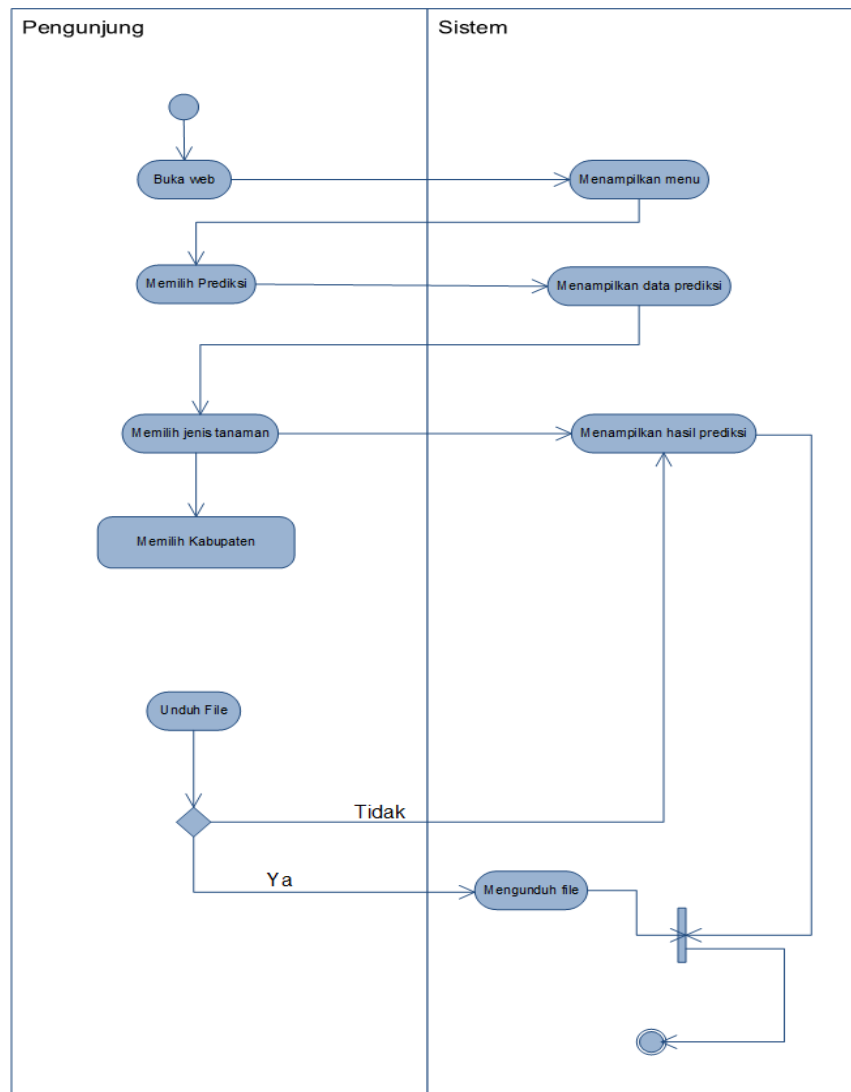 Pengunjung
Sistem
Buka web
Menampilkan menu
Memilih Prediksi
Menampilkan data prediksi
Memilih jenis tanaman
Menampilkan hasil prediksi
Memilih Kabupaten
Unduh File
Tidak
Ya
Mengunduh file